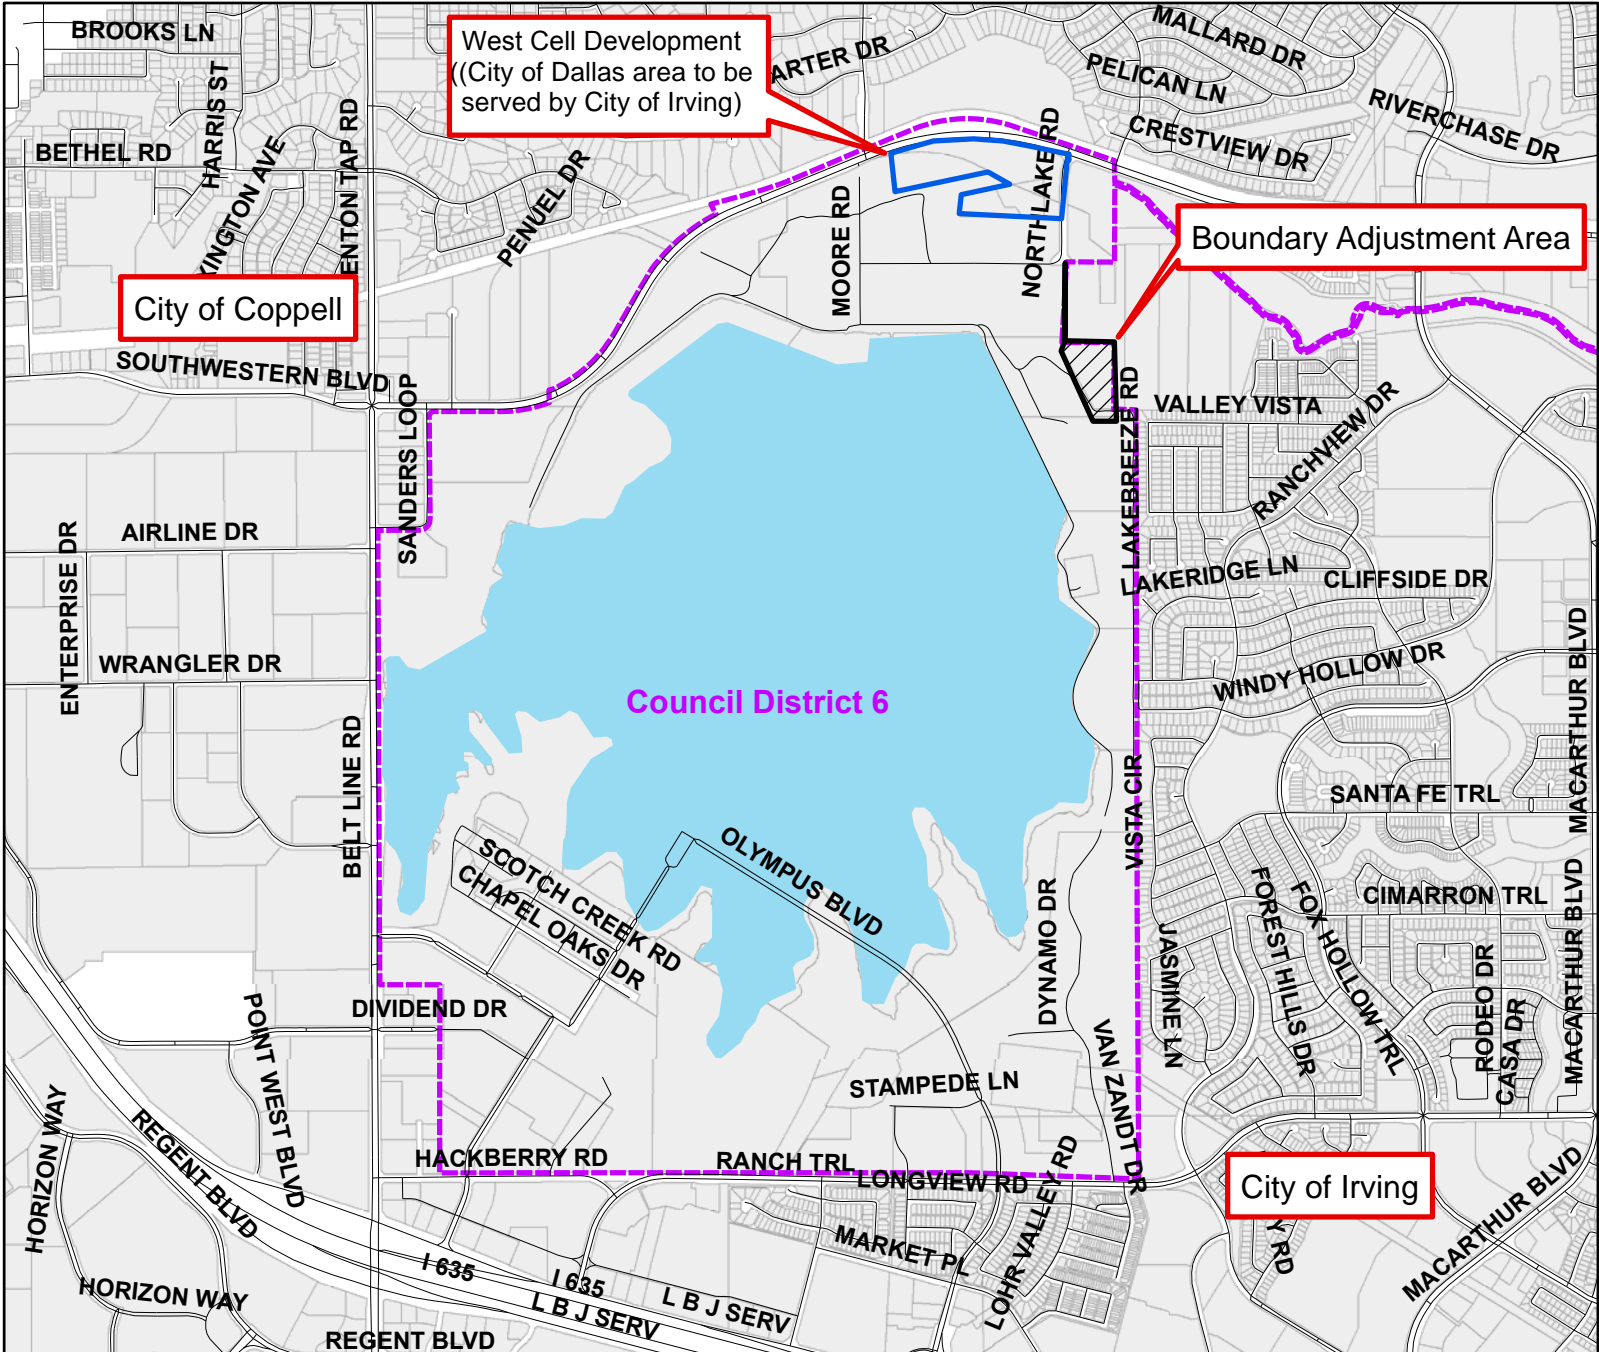 BROOKS LN
HARRIS ST
BETHEL RD
XINGTON AVE
ENTON TAP RD
West Cell Development
((City of Dallas area to be
served by City of Irving)
ARTER DR
MALLARD DR
PELICAN LN
CRESTVIEW DR
RIVERCHASE DR
PENUEL DR
MOORE RD
NORTHLAKE RD
Boundary Adjustment Area
City of Coppell
SOUTHWESTERN BLVD
SANDERS LOOP
LAKEBREEZE RD
VALLEY VISTA
RANCHVIEW DR
AIRLINE DR
ENTERPRISE DR
WRANGLER DR
LAKERIDGE LN
CLIFFSIDE DR
WINDY HOLLOW DR
MACARTHUR BLVD
Council District 6
BELT LINE RD
VISTA CIR
SANTA FE TRL
SCOTCH CREEK RD
CHAPEL OAKS DR
OLYMPUS BLVD
DYNAMO DR
JASMINE LN
FOREST HILLS DR
FOX HOLLOW TRL
CIMARRON TRL
RODEO DR
CASA DR
MACARTHUR BLVD
DIVIDEND DR
POINT WEST BLVD
STAMPEDE LN
VAN ZANDT DR
HORIZON WAY
REGENT BLVD
HACKBERRY RD
RANCH TRL
LONGVIEW RD
LOHR VALLEY RD
City of Irving
Y RD
MACARTHUR BLVD
MARKET PL
I 635
I 635
L B J SERV
L B J SERV
HORIZON WAY
REGENT BLVD